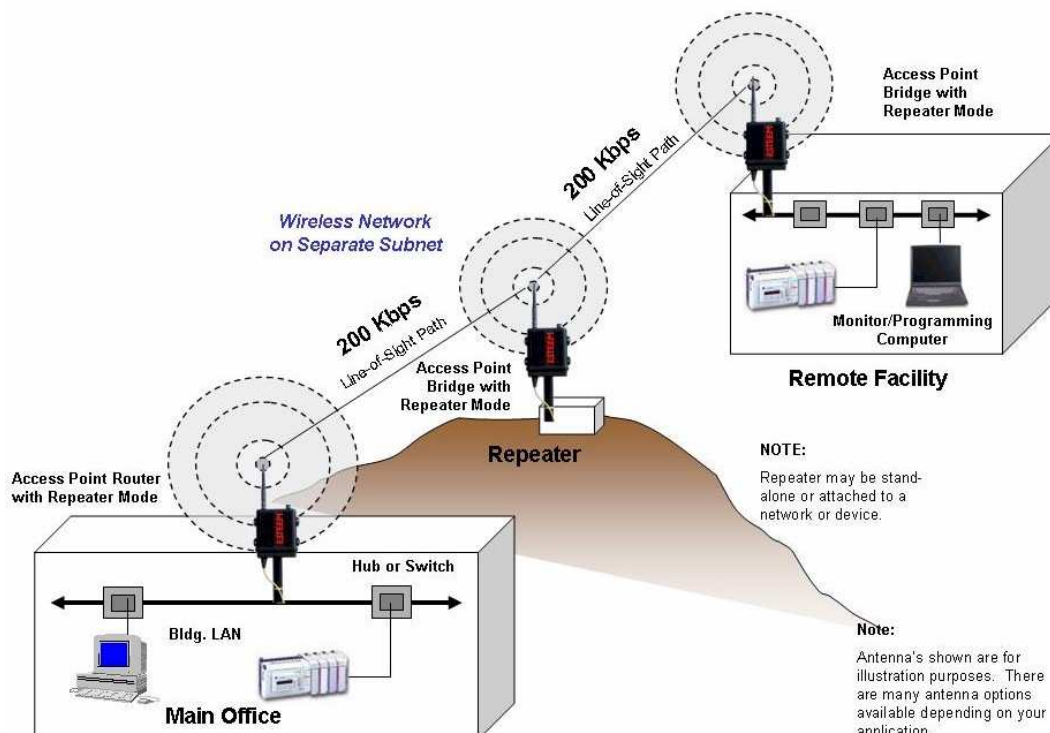 Access Point
Bridge with
Repeater Mode
ESTEEM
200 Kbps
Line-of-Sight Path
Wireless Network
on Separate Subnet
Monitor/Programming
Computer
Remote Facility
200 Kbps
Line-of-Sight Path
Access Point
Bridge with
Repeater Mode
ESTEEM
Repeater
NOTE:
Repeater may be stand-
alone or attached to a
network or device.
Access Point Router
with Repeater Mode
ESTEEM
Hub or Switch
Bldg. LAN
Main Office
Note:
Antenna's shown are for
illustration purposes. There
are many antenna options
available depending on your
application.